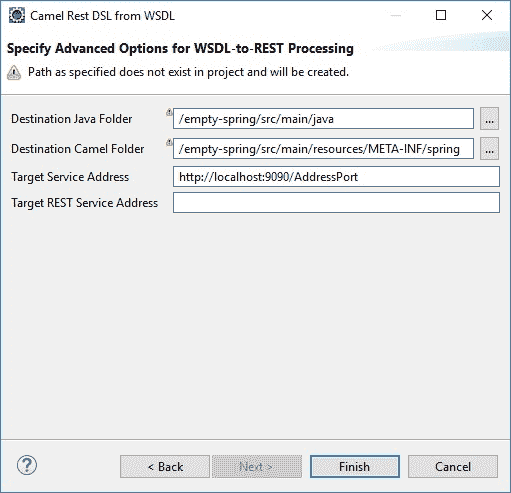 Camel Rest DSL from WSDL
Specify Advanced Options for WSDL-to-REST Processing
Path as specified does not exist in project and will be created.
Destination Java Folder /empty-spring/src/main/java ...
Destination Camel Folder /empty-spring/src/main/resources/META-INF/spring ...
Target Service Address http://localhost:9090/AddressPort
Target REST Service Address
? < Back Next > Finish Cancel